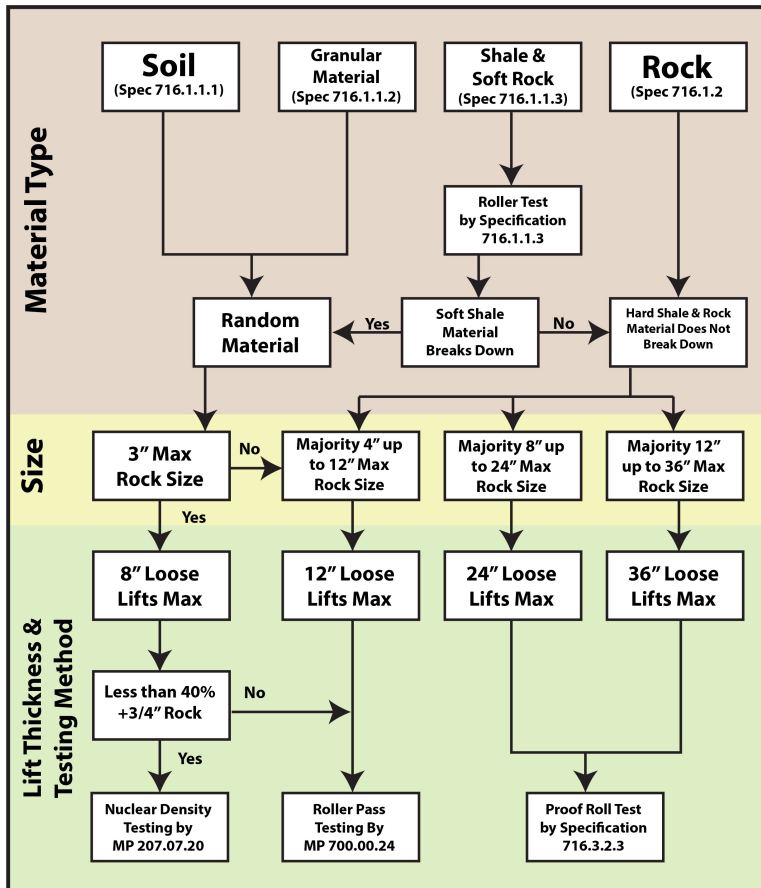 Material Type
Soil
(Spec 716.1.1.1)
Granular
Material
(Spec 716.1.1.2)
Shale &
Soft Rock
(Spec 716.1.1.3)
Rock
(Spec 716.1.2
Roller Test
by Specification
716.1.1.3
Random
Material
Yes
Soft Shale
Material
Breaks Down
No
Hard Shale & Rock
Material Does Not
Break Down
Size
3” Max
Rock Size
No
Majority 4” up
to 12” Max
Rock Size
Majority 8” up
to 24” Max
Rock Size
Majority 12”
up to 36” Max
Rock Size
Yes
Lift Thickness &
Testing Method
8” Loose
Lifts Max
12” Loose
Lifts Max
24” Loose
Lifts Max
36” Loose
Lifts Max
Less than 40%
+3/4” Rock
No
Yes
Nuclear Density
Testing by
MP 207.07.20
Roller Pass
Testing By
MP 700.00.24
Proof Roll Test
by Specification
716.3.2.3